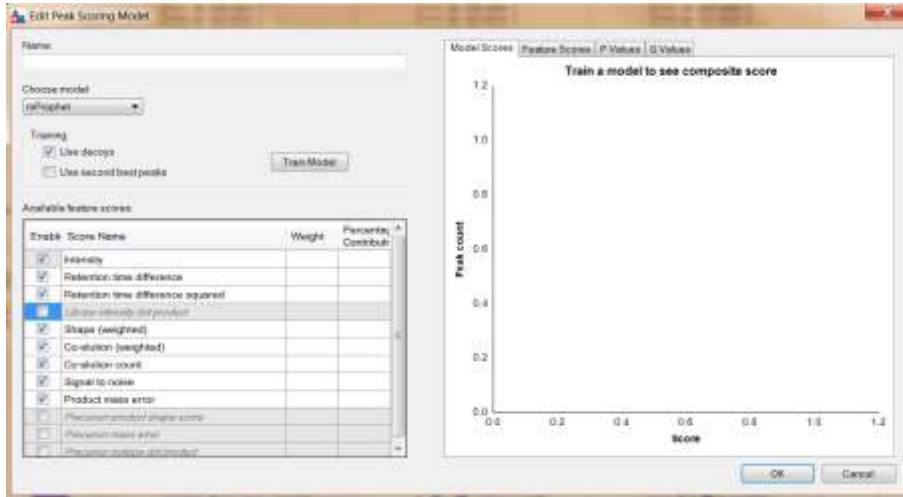 Edit Peak Scoring Model
Name:
Choose model:
mProphet
Training
Use decoys
Use second best peaks
Train Model
Available feature scores:
Enable Score Name Weight Percentag Contributi
Intensity
Retention time difference
Retention time difference squared
Library intensity dot-product
Shape (weighted)
Co-elution (weighted)
Co-elution count
Signal to noise
Product mass error
Precursor-product shape score
Precursor mass error
Precursor isotope dot product
Model Scores Feature Scores P Values Q Values
Train a model to see composite score
1.2
1.0
0.8
0.6
0.4
0.2
0.0
Peak count
0.0 0.2 0.4 0.6 0.8 1.0 1.2
Score
OK Cancel